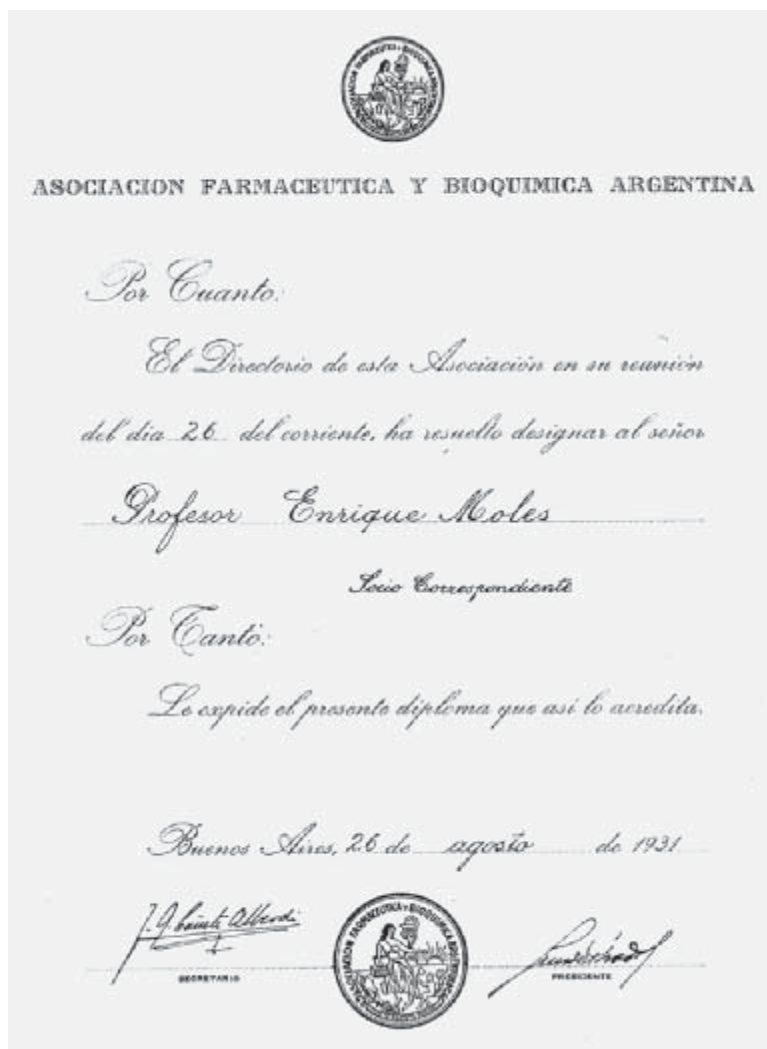 ASOCIACION FARMACEUTICA Y BIOQUIMICA ARGENTINA
Por Cuanto:
El Directorio de esta Asociación en su reunión
del dia 26 del corriente, ha resuelto designar al señor
Profesor Enrique Moles
Socio Correspondiente
Por Tanto:
Le expide el presente diploma que así lo acredita.
Buenos Aires, 26 de agosto de 1931
SECRETARIO
PRESIDENTE